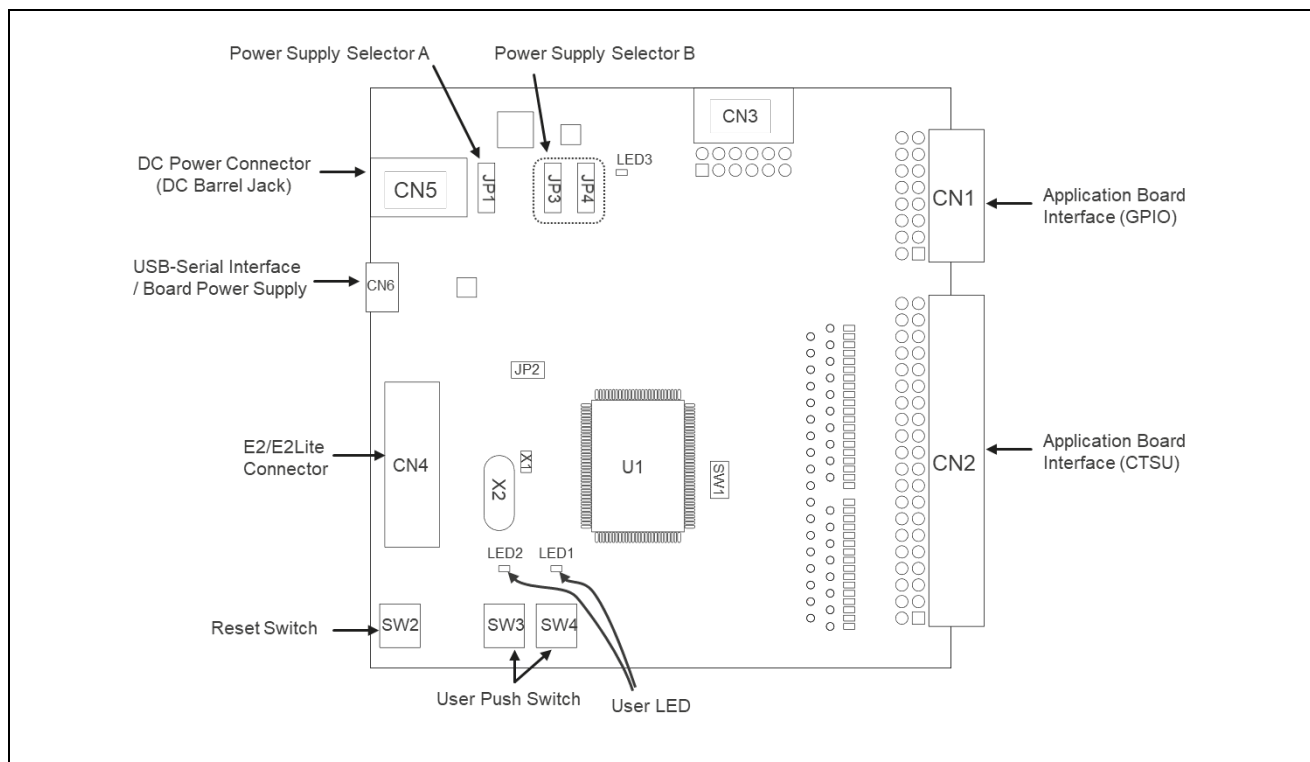 Power Supply Selector A
Power Supply Selector B
CN3
LED3
DC Power Connector
(DC Barrel Jack)
CN5
JP1
JP3
JP4
CN1
Application Board
Interface (GPIO)
USB-Serial Interface
/ Board Power Supply
CN6
JP2
E2/E2Lite
Connector
CN4
X1
X2
U1
SW1
CN2
Application Board
Interface (CTSU)
LED2
LED1
Reset Switch
SW2
SW3
SW4
User Push Switch
User LED